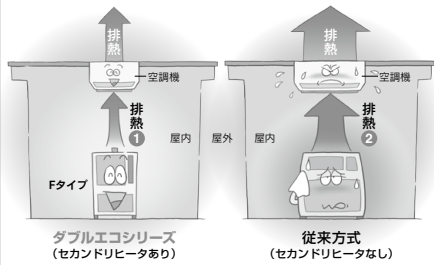 排熱
空調機
排熱❶
Fタイプ
屋内
ダブルエコシリーズ
（セカンドリヒータあり）
屋外
排熱
空調機
排熱❷
屋内
従来方式
（セカンドリヒータなし）